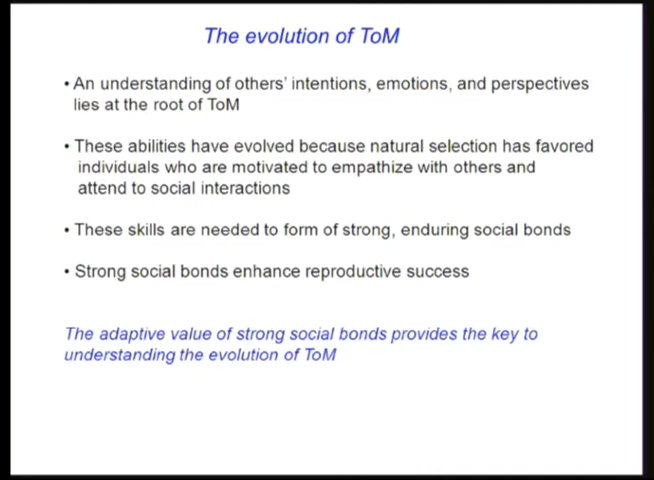 The evolution of ToM
• An understanding of others' intentions, emotions, and perspectives
lies at the root of ToM
• These abilities have evolved because natural selection has favored
individuals who are motivated to empathize with others and
attend to social interactions
• These skills are needed to form of strong, enduring social bonds
• Strong social bonds enhance reproductive success
The adaptive value of strong social bonds provides the key to
understanding the evolution of ToM